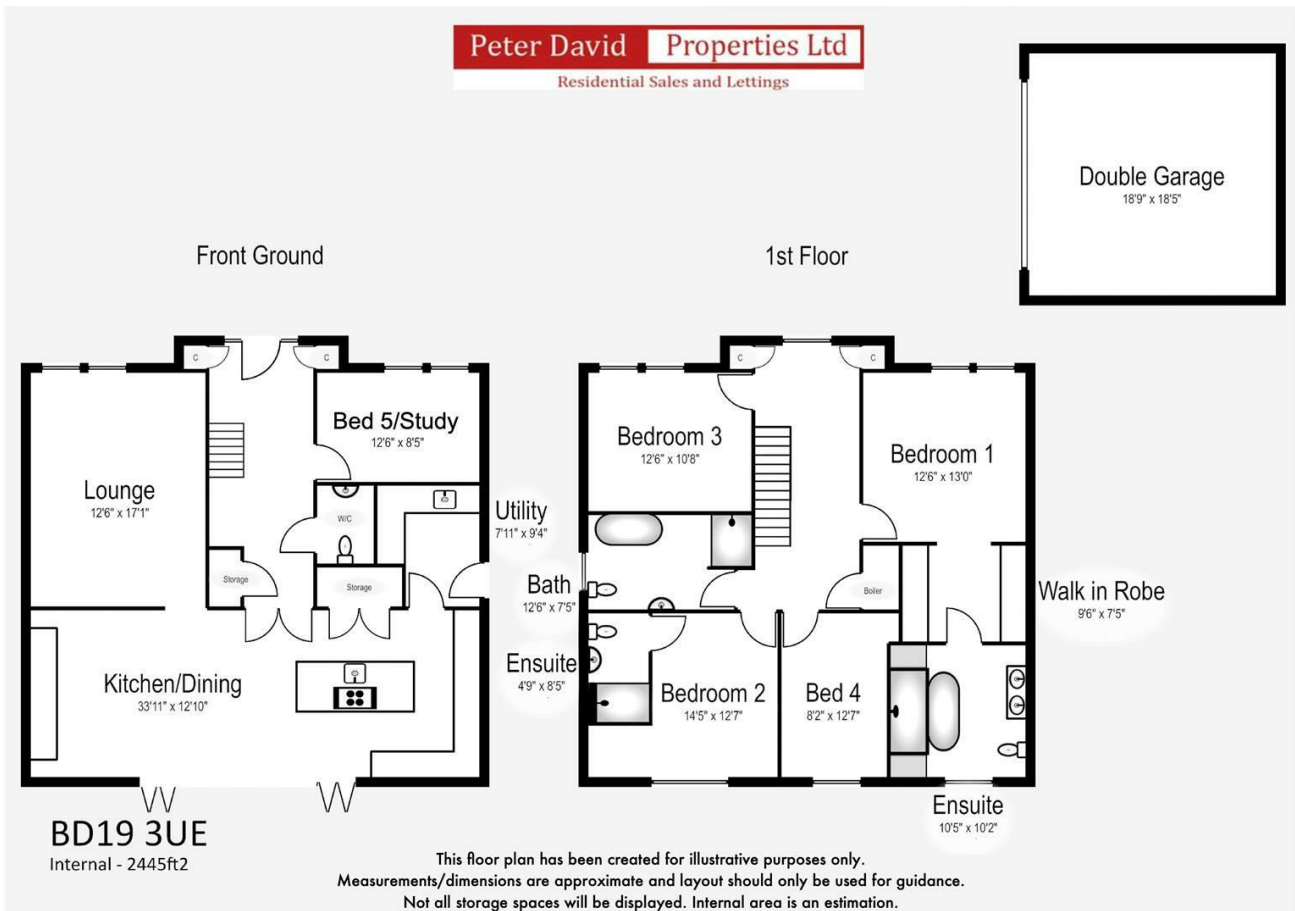 Peter David Properties Ltd
Residential Sales and Lettings
Double Garage
18'9" x 18'5"
Front Ground
1st Floor
C
C
Bed 5/Study
12'6" x 8'5"
Lounge
12'6" x 17'1"
W/C
Utility
7'11" x 9'4"
Storage
Storage
Kitchen/Dining
33'11" x 12'10"
C
C
Bedroom 3
12'6" x 10'8"
Bedroom 1
12'6" x 13'0"
Bath
12'6" x 7'5"
Boiler
Walk in Robe
9'6" x 7'5"
Ensuite
4'9" x 8'5"
Bedroom 2
14'5" x 12'7"
Bed 4
8'2" x 12'7"
Ensuite
10'5" x 10'2"
BD19 3UE
Internal - 2445ft2
This floor plan has been created for illustrative purposes only.
Measurements/dimensions are approximate and layout should only be used for guidance.
Not all storage spaces will be displayed. Internal area is an estimation.